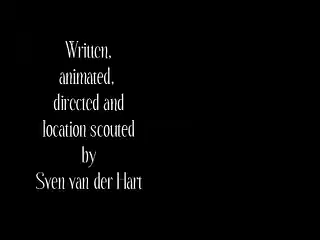 Written,
animated,
directed and
location scouted
by
Sven van der Hart